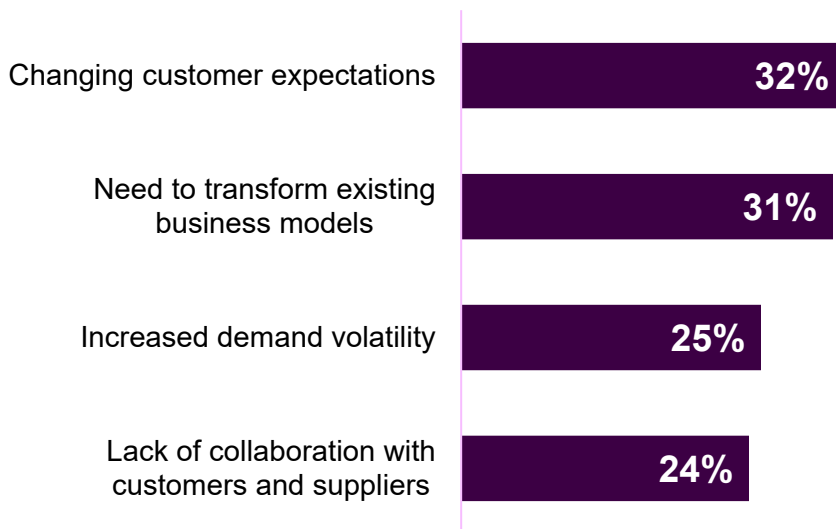 Changing customer expectations
32%
Need to transform existing
business models
31%
Increased demand volatility
25%
Lack of collaboration with
customers and suppliers
24%